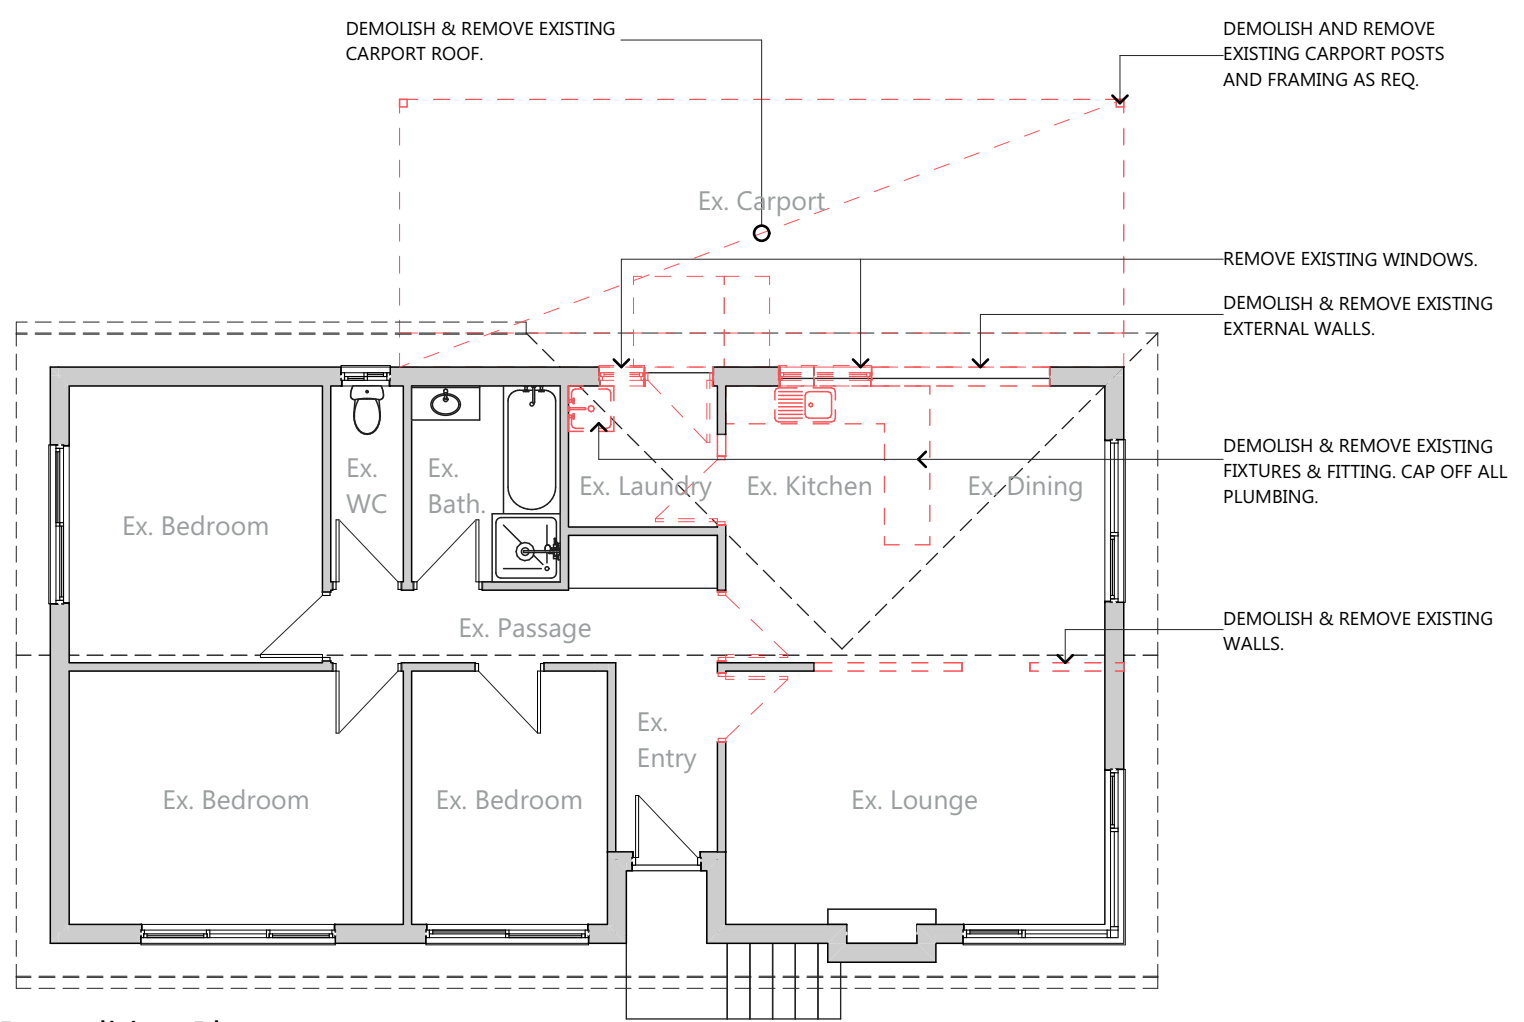 DEMOLISH & REMOVE EXISTING
CARPORT ROOF.
DEMOLISH AND REMOVE
EXISTING CARPORT POSTS
AND FRAMING AS REQ.
Ex. Carport
REMOVE EXISTING WINDOWS.
DEMOLISH & REMOVE EXISTING
EXTERNAL WALLS.
DEMOLISH & REMOVE EXISTING
FIXTURES & FITTING. CAP OFF ALL
PLUMBING.
Ex.
WC
Ex.
Bath.
Ex. Laundry
Ex. Kitchen
Ex. Dining
Ex. Bedroom
Ex. Passage
DEMOLISH & REMOVE EXISTING
WALLS.
Ex.
Entry
Ex. Bedroom
Ex. Bedroom
Ex. Lounge